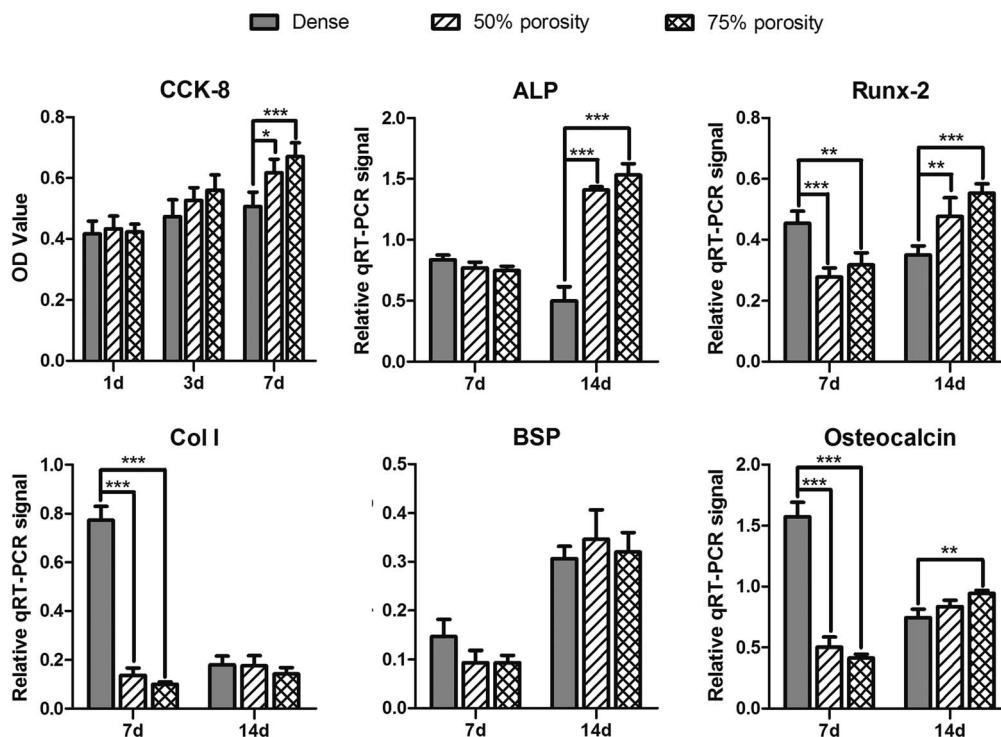 Dense 50% porosity 75% porosity
CCK-8
OD Value
0.8
0.6
0.4
0.2
0.0
***
*
1d 3d 7d
ALP
Relative qRT-PCR signal
2.0
1.5
1.0
0.5
0.0
***
***
7d 14d
Runx-2
Relative qRT-PCR signal
0.8
0.6
0.4
0.2
0.0
**
***
***
**
7d 14d
Col I
Relative qRT-PCR signal
1.0
0.8
0.6
0.4
0.2
0.0
***
***
7d 14d
BSP
0.5
0.4
0.3
0.2
0.1
0.0
7d 14d
Osteocalcin
Relative qRT-PCR signal
2.0
1.5
1.0
0.5
0.0
***
***
**
7d 14d